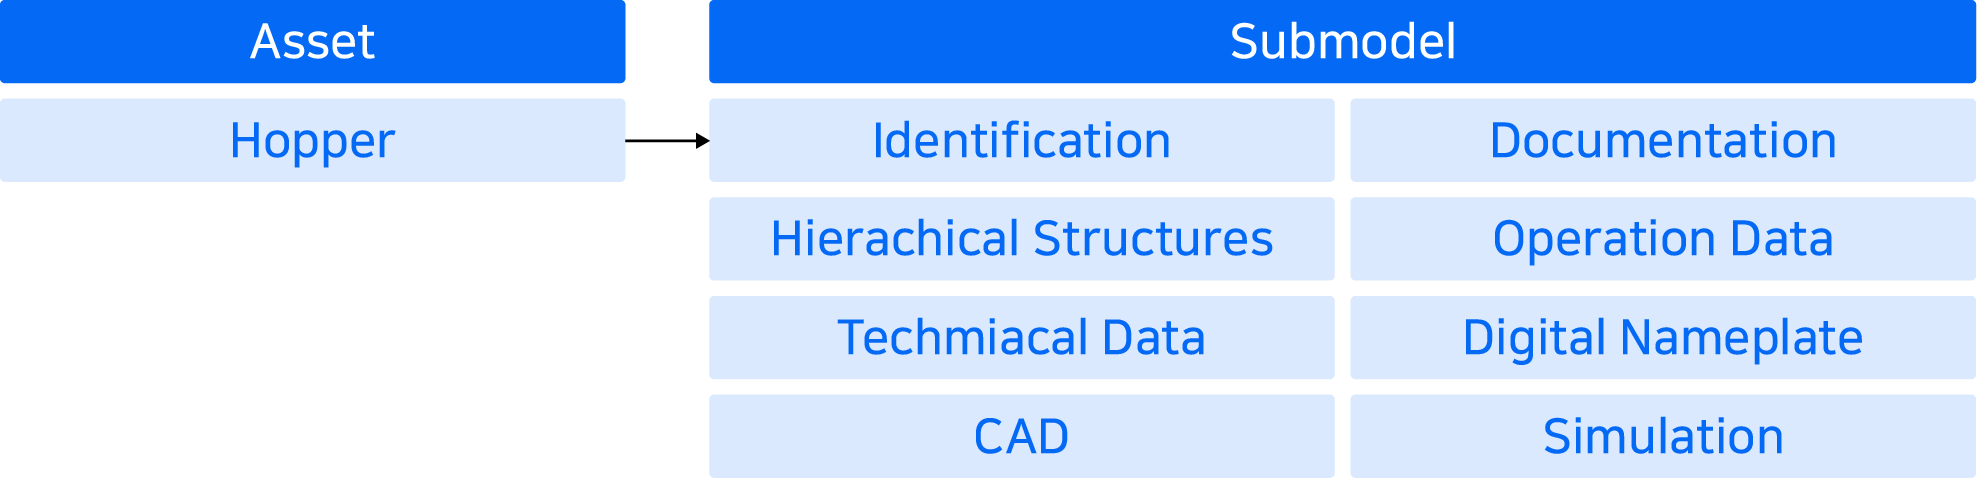 Asset
Submodel
Hopper
Identification
Documentation
Hierachical Structures
Operation Data
Techmiacal Data
Digital Nameplate
CAD
Simulation